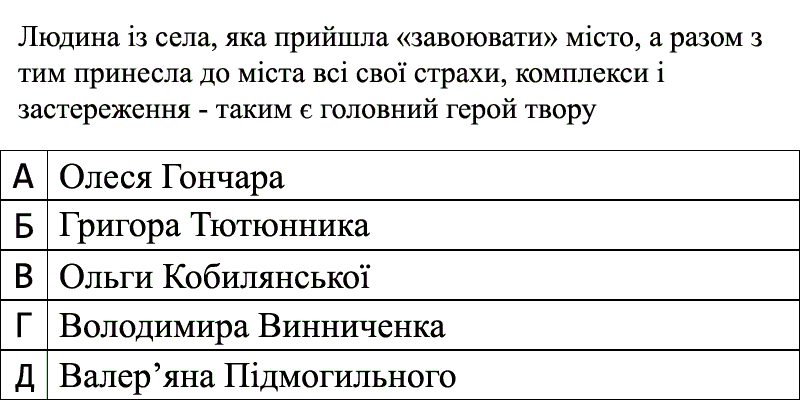 Людина із села, яка прийшла «завоювати» місто, а разом з
тим принесла до міста всі свої страхи, комплекси і
застереження - таким є головний герой твору
А Олеся Гончара
Б Григора Тютюнника
В Ольги Кобилянської
Г Володимира Винниченка
Д Валер’яна Підмогильного